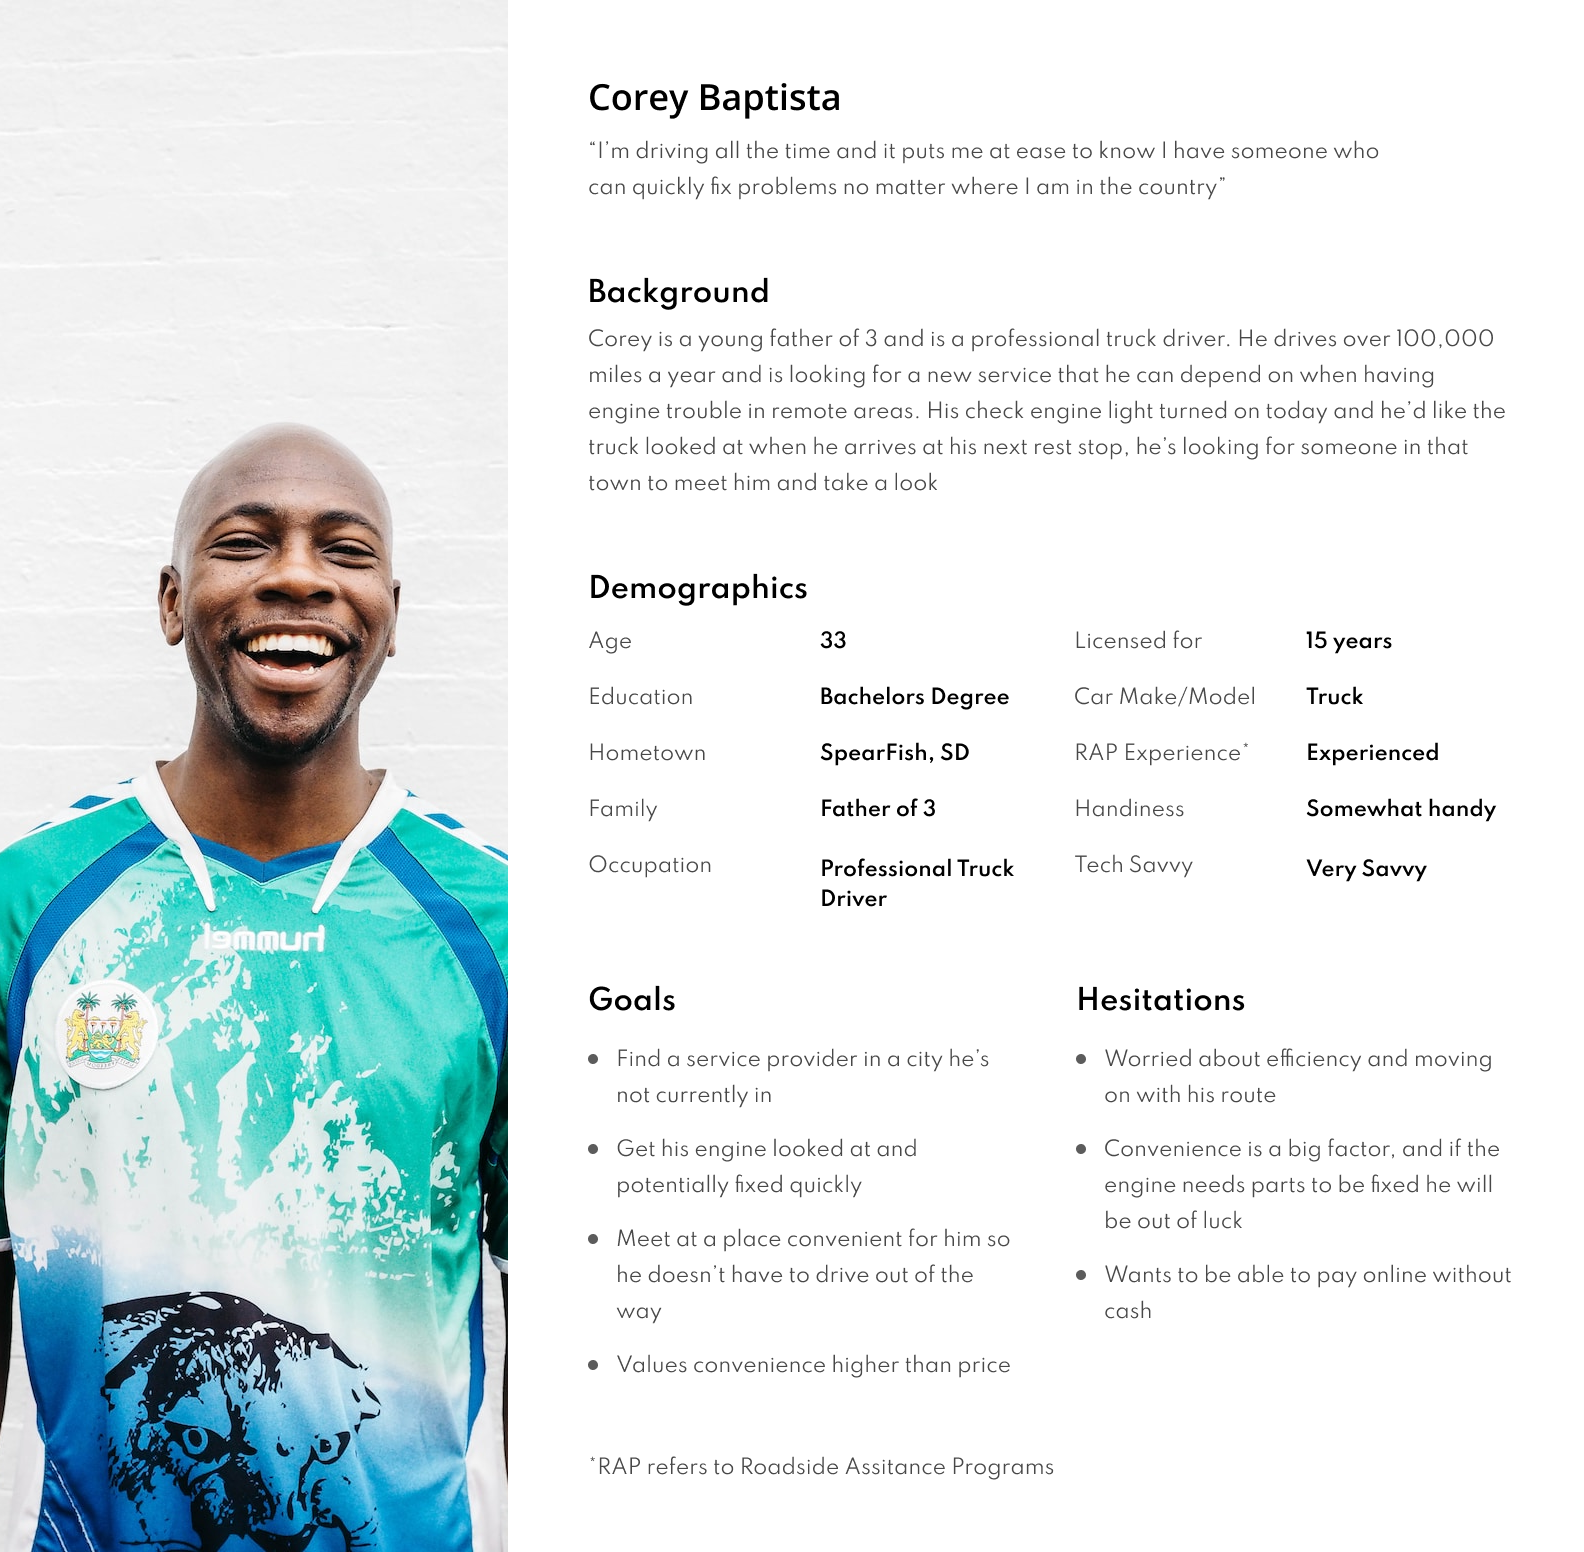 Corey Baptista
“I’m driving all the time and it puts me at ease to know I have someone who
can quickly fix problems no matter where I am in the country”
Background
Corey is a young father of 3 and is a professional truck driver. He drives over 100,000
miles a year and is looking for a new service that he can depend on when having
engine trouble in remote areas. His check engine light turned on today and he’d like the
truck looked at when he arrives at his next rest stop, he’s looking for someone in that
town to meet him and take a look
Demographics
Age 33 Licensed for 15 years
Education Bachelors Degree Car Make/Model Truck
Hometown SpearFish, SD RAP Experience* Experienced
Family Father of 3 Handiness Somewhat handy
Occupation Professional Truck Tech Savvy Very Savvy
Driver
Goals
Find a service provider in a city he’s
not currently in
Get his engine looked at and
potentially fixed quickly
Meet at a place convenient for him so
he doesn’t have to drive out of the
way
Values convenience higher than price
Hesitations
Worried about efficiency and moving
on with his route
Convenience is a big factor, and if the
engine needs parts to be fixed he will
be out of luck
Wants to be able to pay online without
cash
*RAP refers to Roadside Assitance Programs
hummel